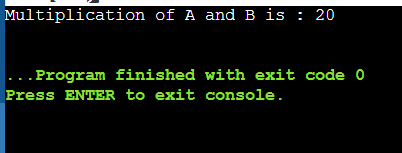 Multiplication of A and B is : 20
...Program finished with exit code 0
Press ENTER to exit console.